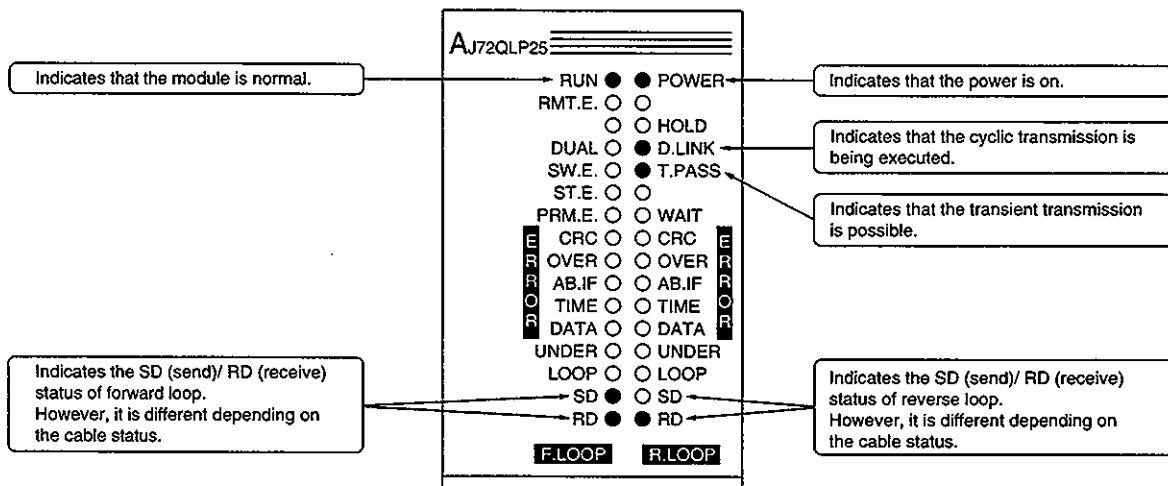 AJ72QLP25
Indicates that the module is normal.
RUN POWER
Indicates that the power is on.
RMT.E.
HOLD
DUAL D.LINK
Indicates that the cyclic transmission is
being executed.
SW.E. T.PASS
ST.E.
PRM.E. WAIT
Indicates that the transient transmission
is possible.
ERROR
CRC CRC
OVER OVER
AB.IF AB.IF
TIME TIME
DATA DATA
ERROR
UNDER UNDER
LOOP LOOP
SD SD
RD RD
Indicates the SD (send)/ RD (receive)
status of forward loop.
However, it is different depending on
the cable status.
Indicates the SD (send)/ RD (receive)
status of reverse loop.
However, it is different depending on
the cable status.
F.LOOP R.LOOP